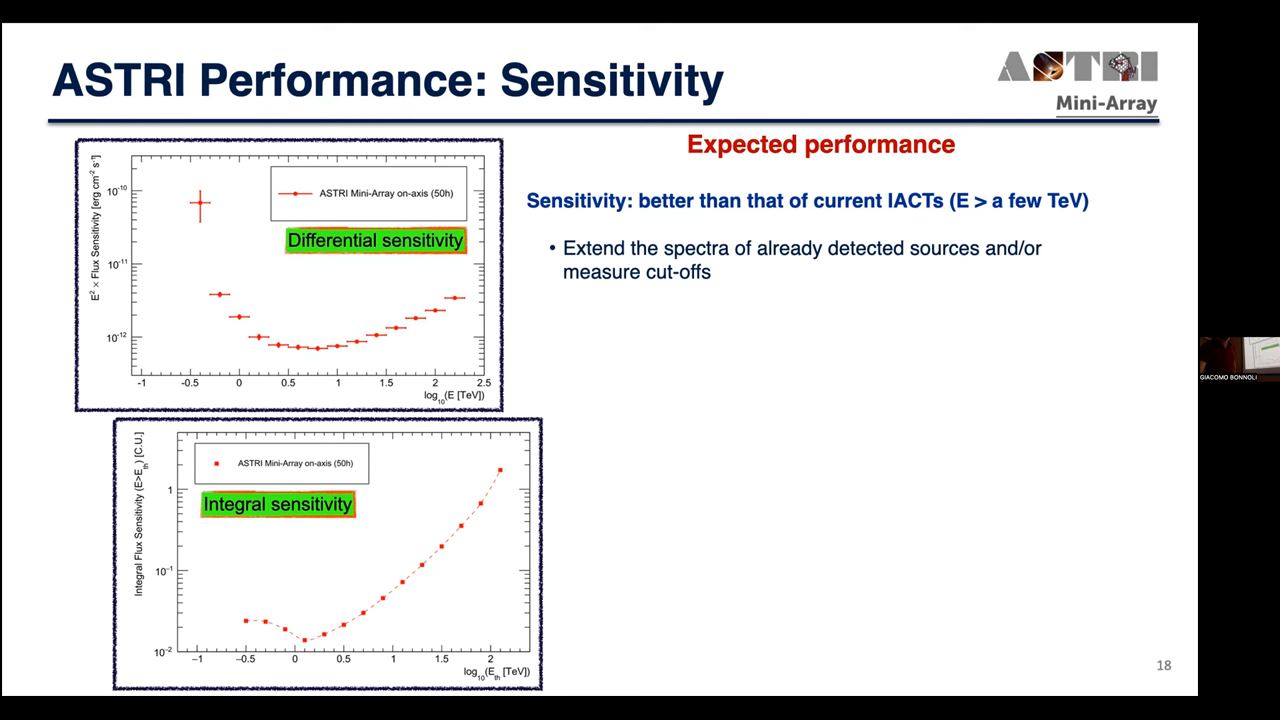 ASTRI Performance: Sensitivity
ASTRI
Mini-Array
Expected performance
Sensitivity: better than that of current IACTs (E > a few TeV)
• Extend the spectra of already detected sources and/or
measure cut-offs
E² × Flux Sensitivity [erg cm⁻² s⁻¹]
10⁻¹⁰
10⁻¹¹
10⁻¹²
ASTRI Mini-Array on-axis (50h)
Differential sensitivity
-1 -0.5 0 0.5 1 1.5 2 2.5
log₁₀(E [TeV])
Integral Flux Sensitivity (E>E_th) [C.U.]
1
10⁻¹
10⁻²
ASTRI Mini-Array on-axis (50h)
Integral sensitivity
−1 −0.5 0 0.5 1 1.5 2
log₁₀(E_th [TeV])
GIACOMO BONNOLI
18